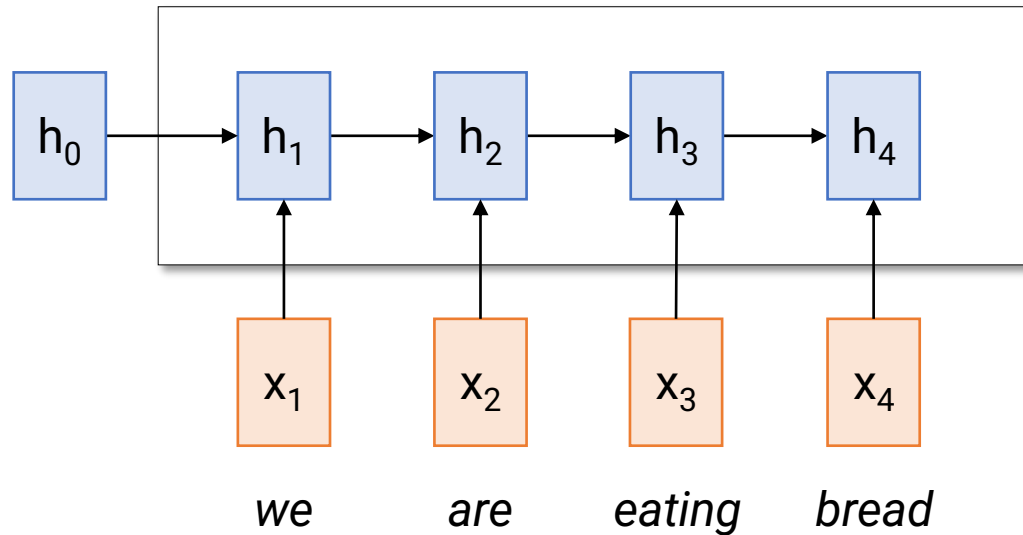 h₀ h₁ h₂ h₃ h₄
x₁ x₂ x₃ x₄
we are eating bread